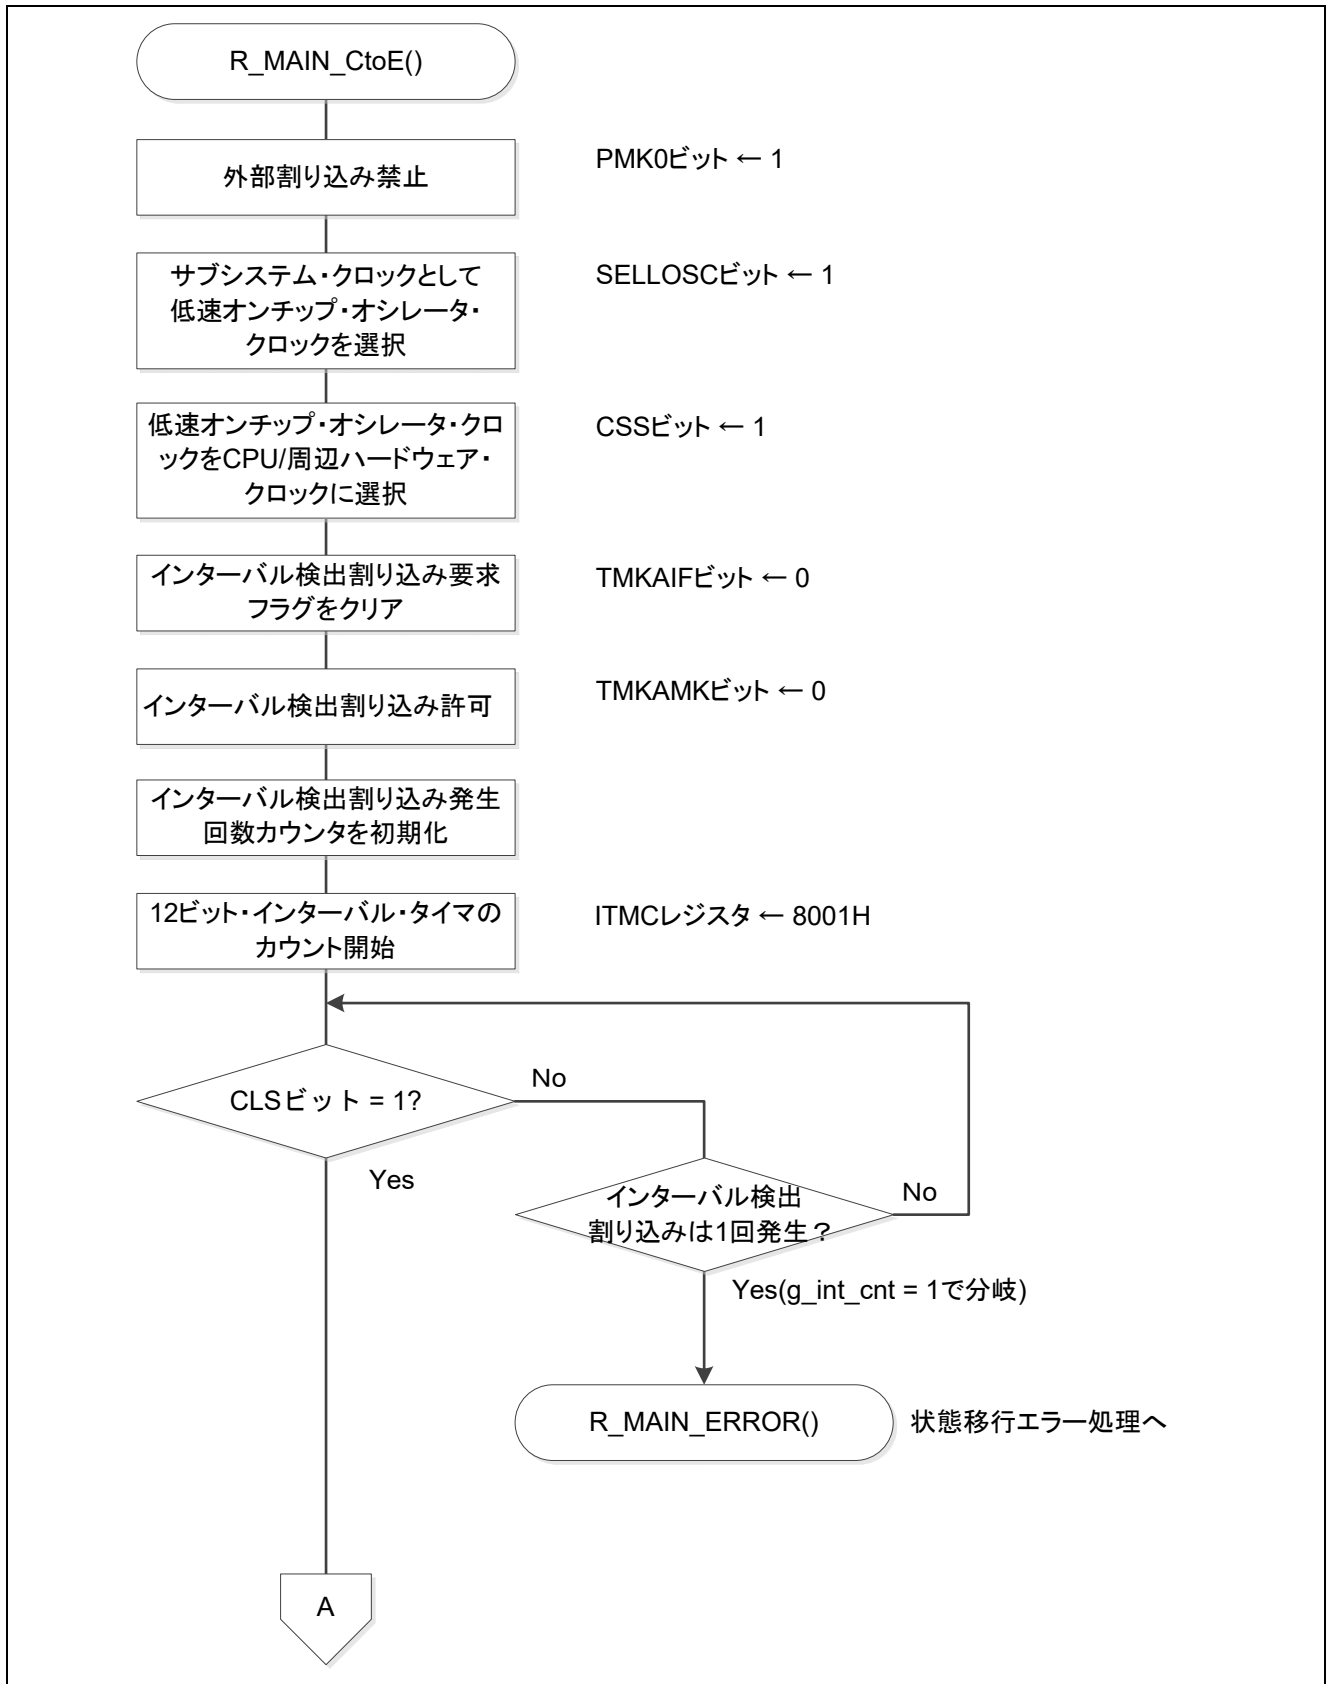 R_MAIN_CtoE()
外部割り込み禁止
PMK0ビット ← 1
サブシステム・クロックとして
低速オンチップ・オシレータ・
クロックを選択
SELLOSCビット ← 1
低速オンチップ・オシレータ・クロ
ックをCPU/周辺ハードウェア・
クロックに選択
CSSビット ← 1
インターバル検出割り込み要求
フラグをクリア
TMKAIFビット ← 0
インターバル検出割り込み許可
TMKAMKビット ← 0
インターバル検出割り込み発生
回数カウンタを初期化
12ビット・インターバル・タイマの
カウント開始
ITMCレジスタ ← 8001H
CLSビット = 1?
No
Yes
インターバル検出
割り込みは1回発生？
No
Yes(g_int_cnt = 1で分岐)
R_MAIN_ERROR()
状態移行エラー処理へ
A